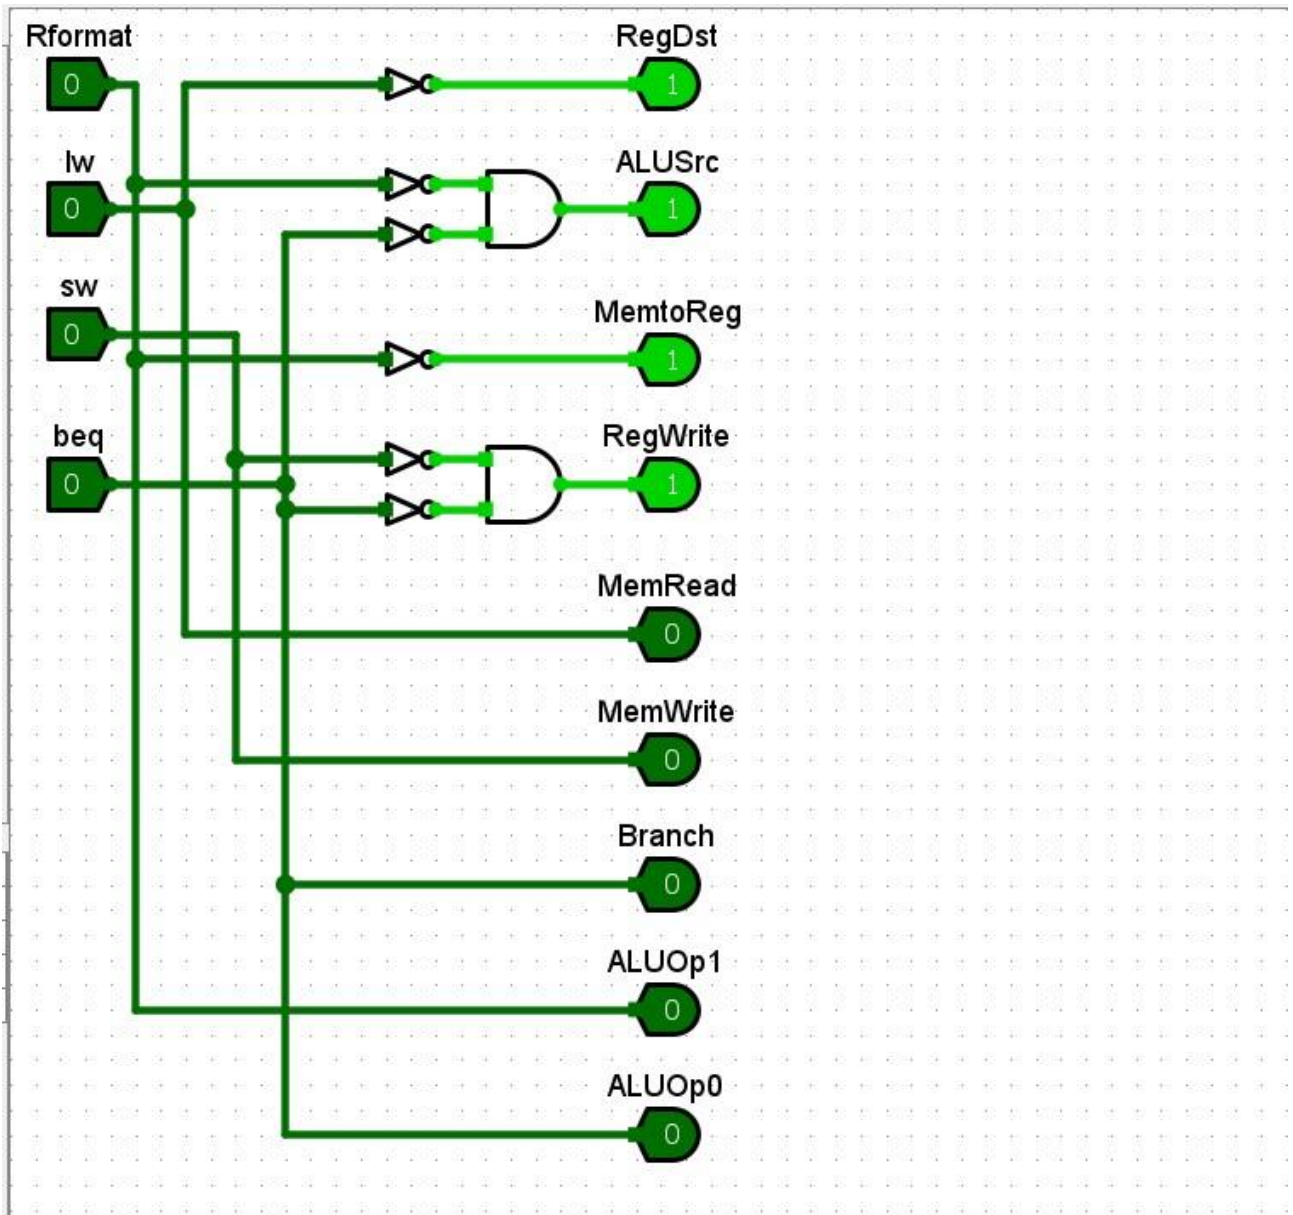 Rformat
0
RegDst
1
lw
0
ALUSrc
1
sw
0
MemtoReg
1
beq
0
RegWrite
1
MemRead
0
MemWrite
0
Branch
0
ALUOp1
0
ALUOp0
0